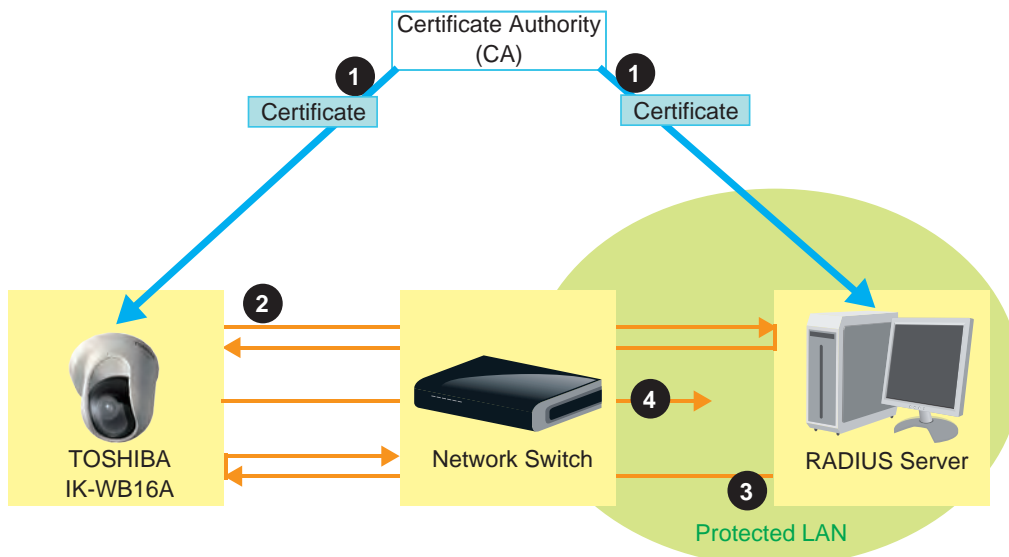 Certificate Authority
(CA)
1
1
Certificate
Certificate
2
4
TOSHIBA
IK-WB16A
Network Switch
RADIUS Server
3
Protected LAN